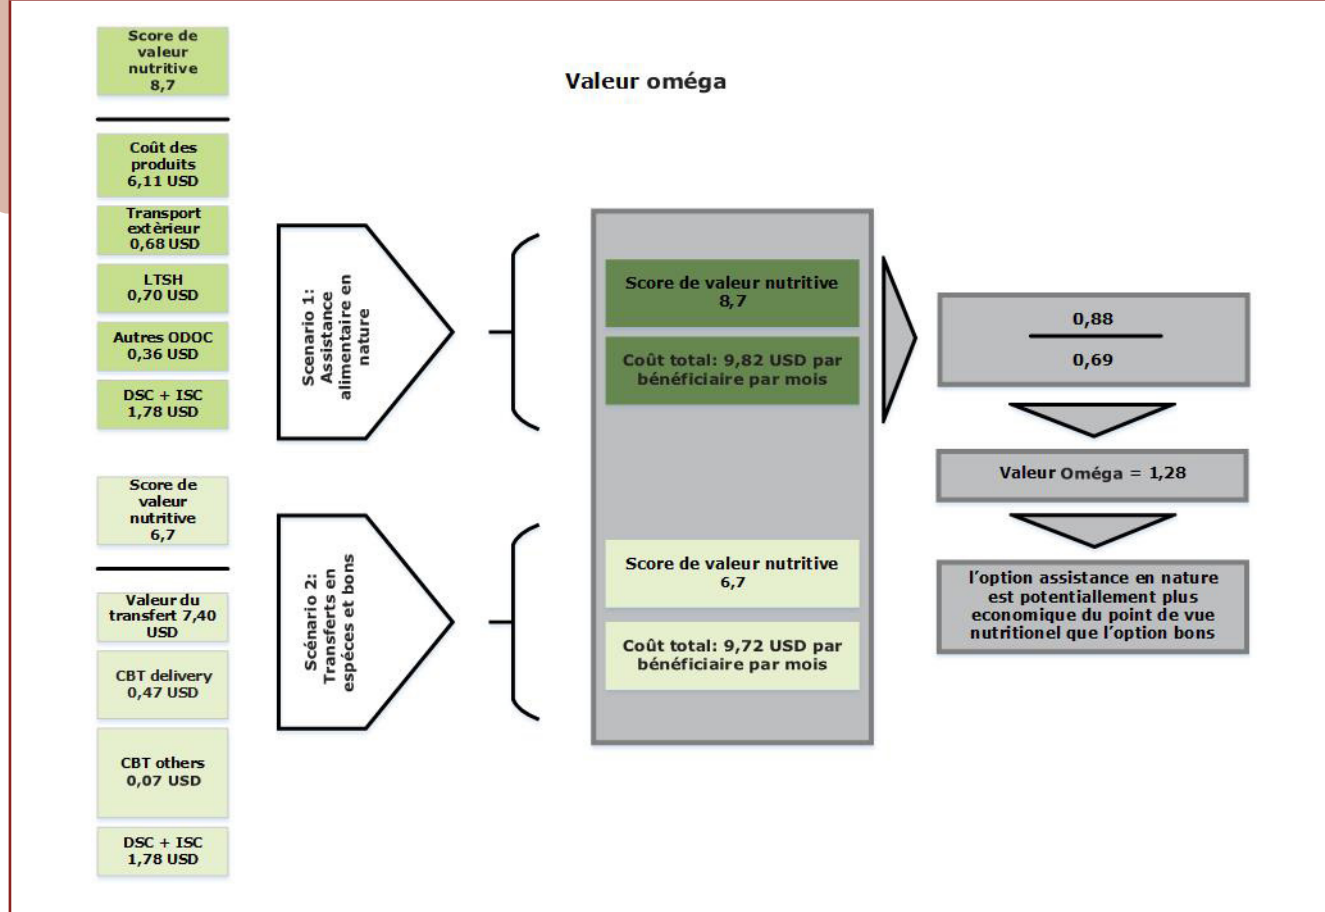 Valeur oméga
Score de
valeur
nutritive
8,7
Coût des
produits
6,11 USD
Transport
extèrieur
0,68 USD
LTSH
0,70 USD
Autres ODOC
0,36 USD
DSC + ISC
1,78 USD
Score de
valeur
nutritive
6,7
Valeur du
transfert 7,40
USD
CBT delivery
0,47 USD
CBT others
0,07 USD
DSC + ISC
1,78 USD
Scenario 1:
Assistance
alimentaire en
nature
Scénario 2:
Transferts en
espéces et bons
Score de valeur nutritive
8,7
Coût total: 9,82 USD par
bénéficiaire par mois
Score de valeur nutritive
6,7
Coût total: 9,72 USD par
bénéficiaire par mois
0,88
0,69
Valeur Oméga = 1,28
l'option assistance en nature
est potentiallement plus
economique du point de vue
nutritionel que l'option bons